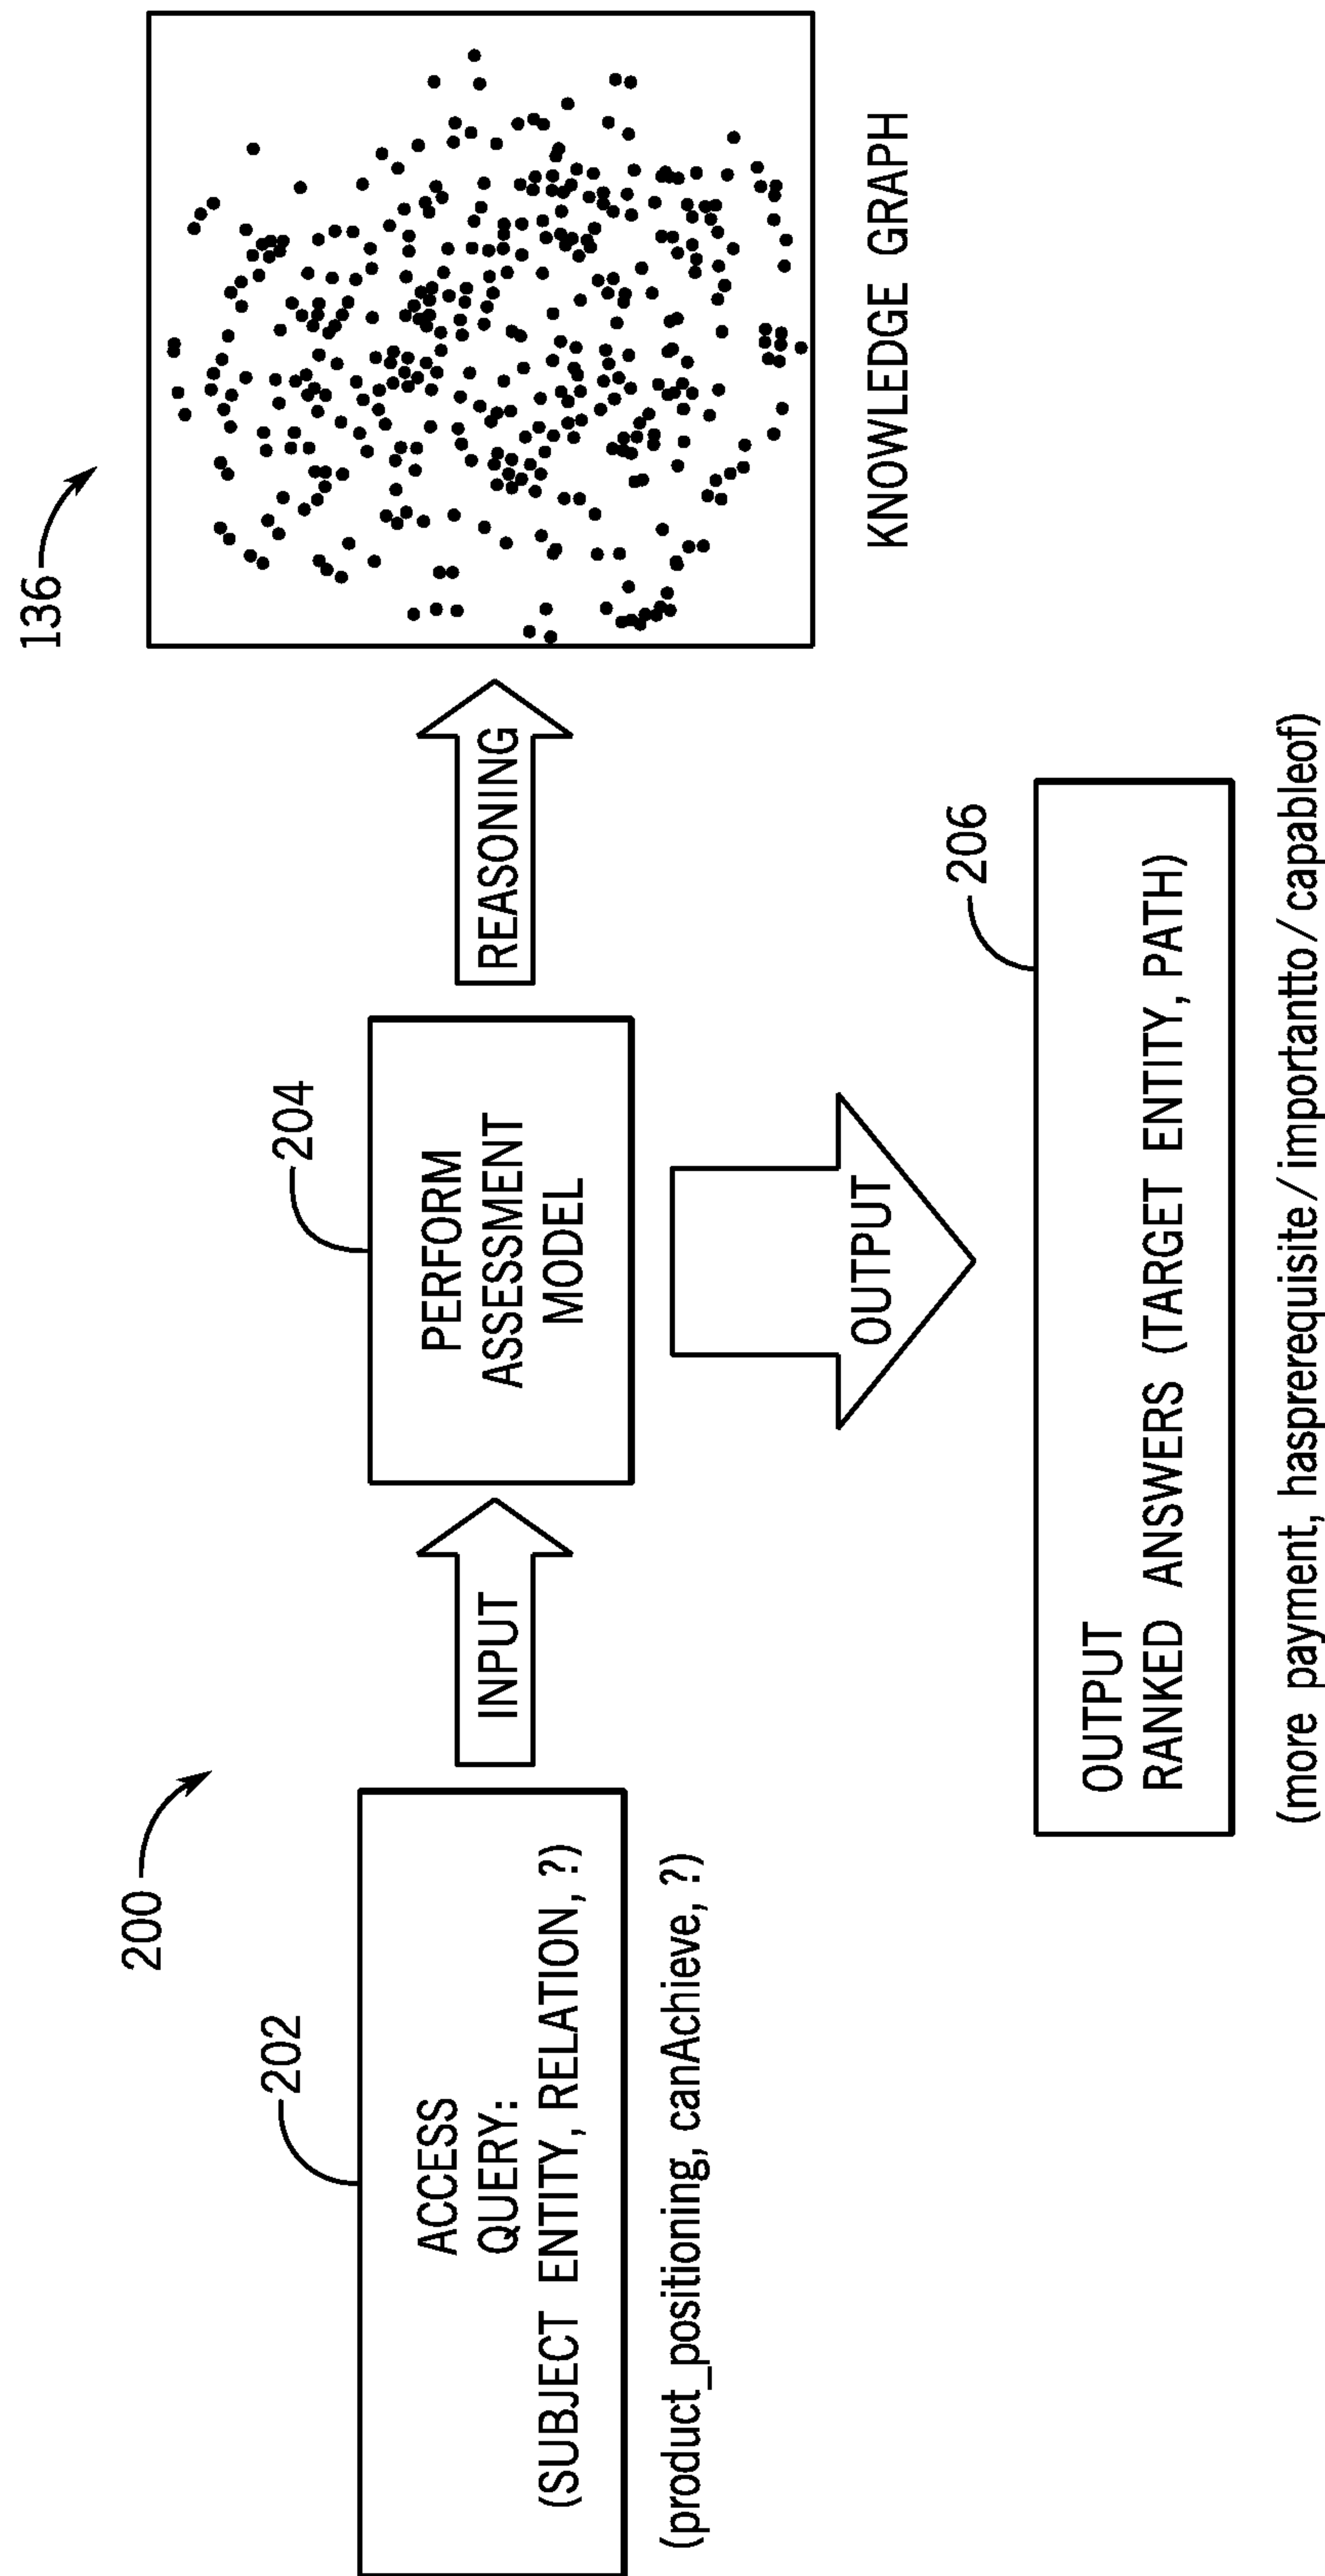 200
202
ACCESS
QUERY:
(SUBJECT ENTITY, RELATION, ?)
(product_positioning, canAchieve, ?)
INPUT
204
PERFORM
ASSESSMENT
MODEL
REASONING
136
KNOWLEDGE GRAPH
OUTPUT
206
OUTPUT
RANKED ANSWERS (TARGET ENTITY, PATH)
(more payment, hasprerequisite/importantto/capableof)